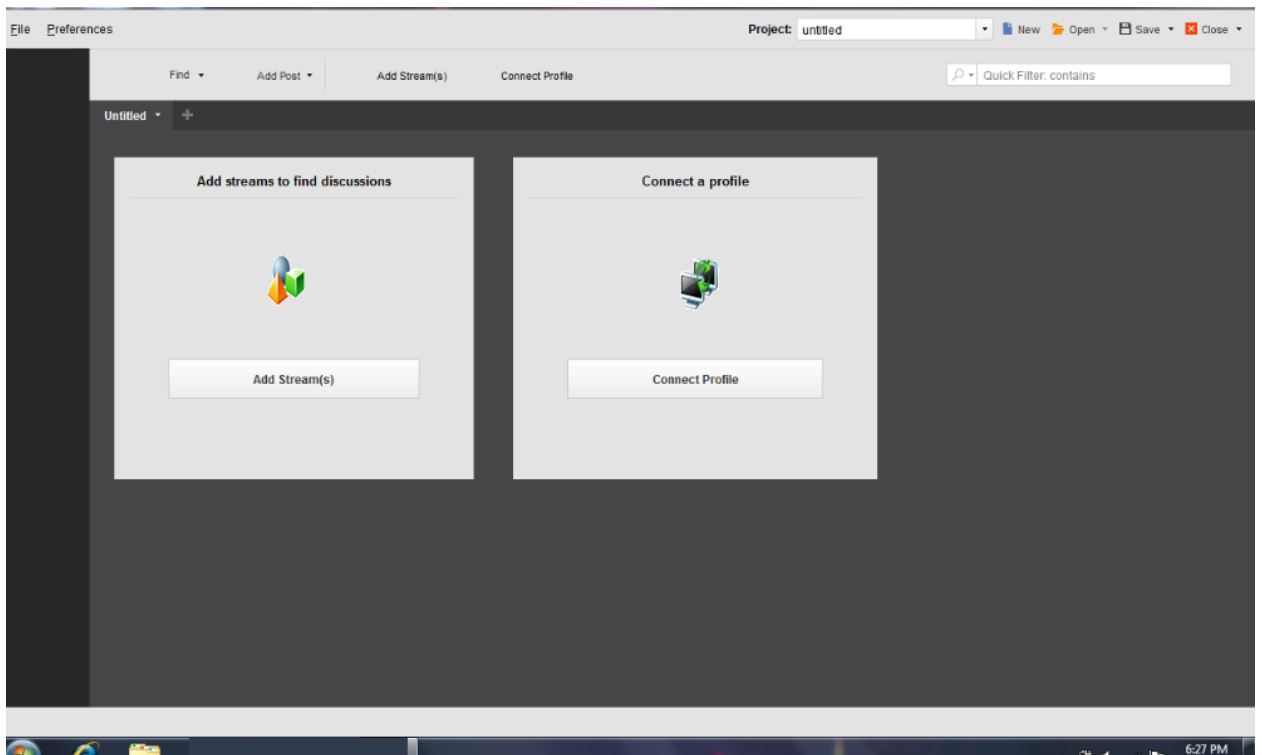 File Preferences Project: untitled New Open Save Close
Find Add Post Add Stream(s) Connect Profile Quick Filter: contains
Untitled
Add streams to find discussions
Connect a profile
Add Stream(s)
Connect Profile
6:27 PM